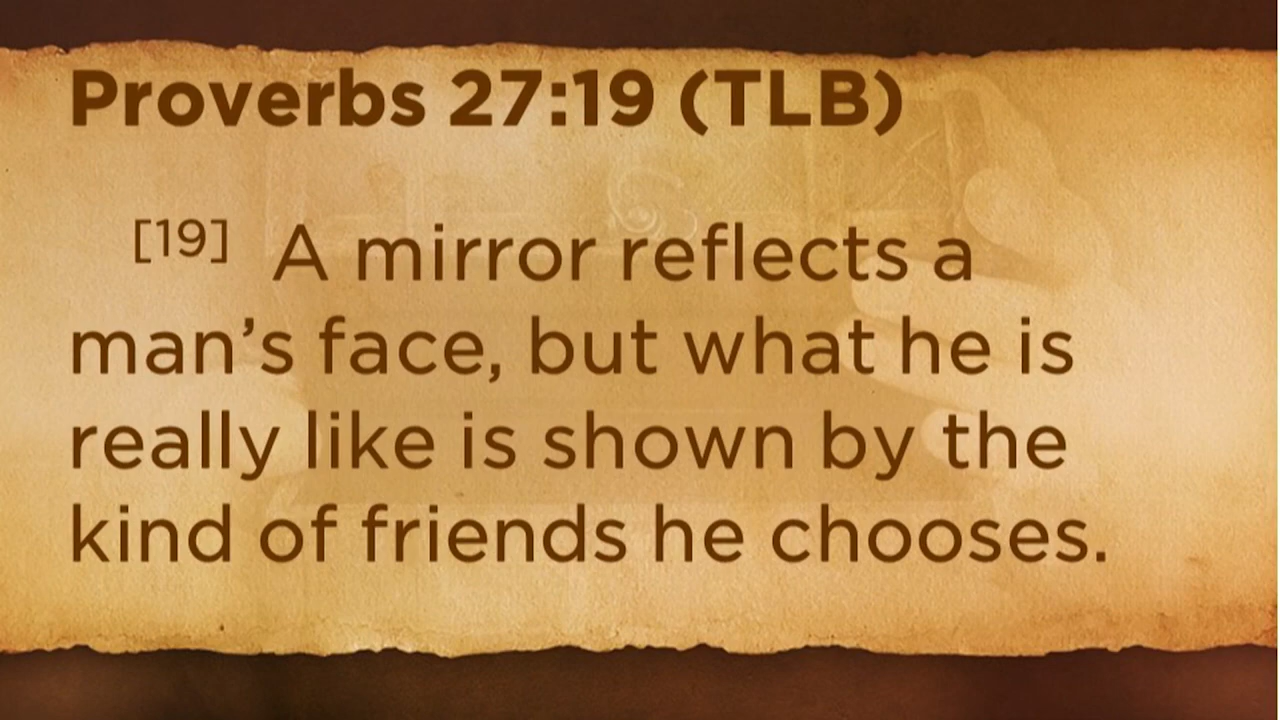 Proverbs 27:19 (TLB)
[19] A mirror reflects a
man’s face, but what he is
really like is shown by the
kind of friends he chooses.